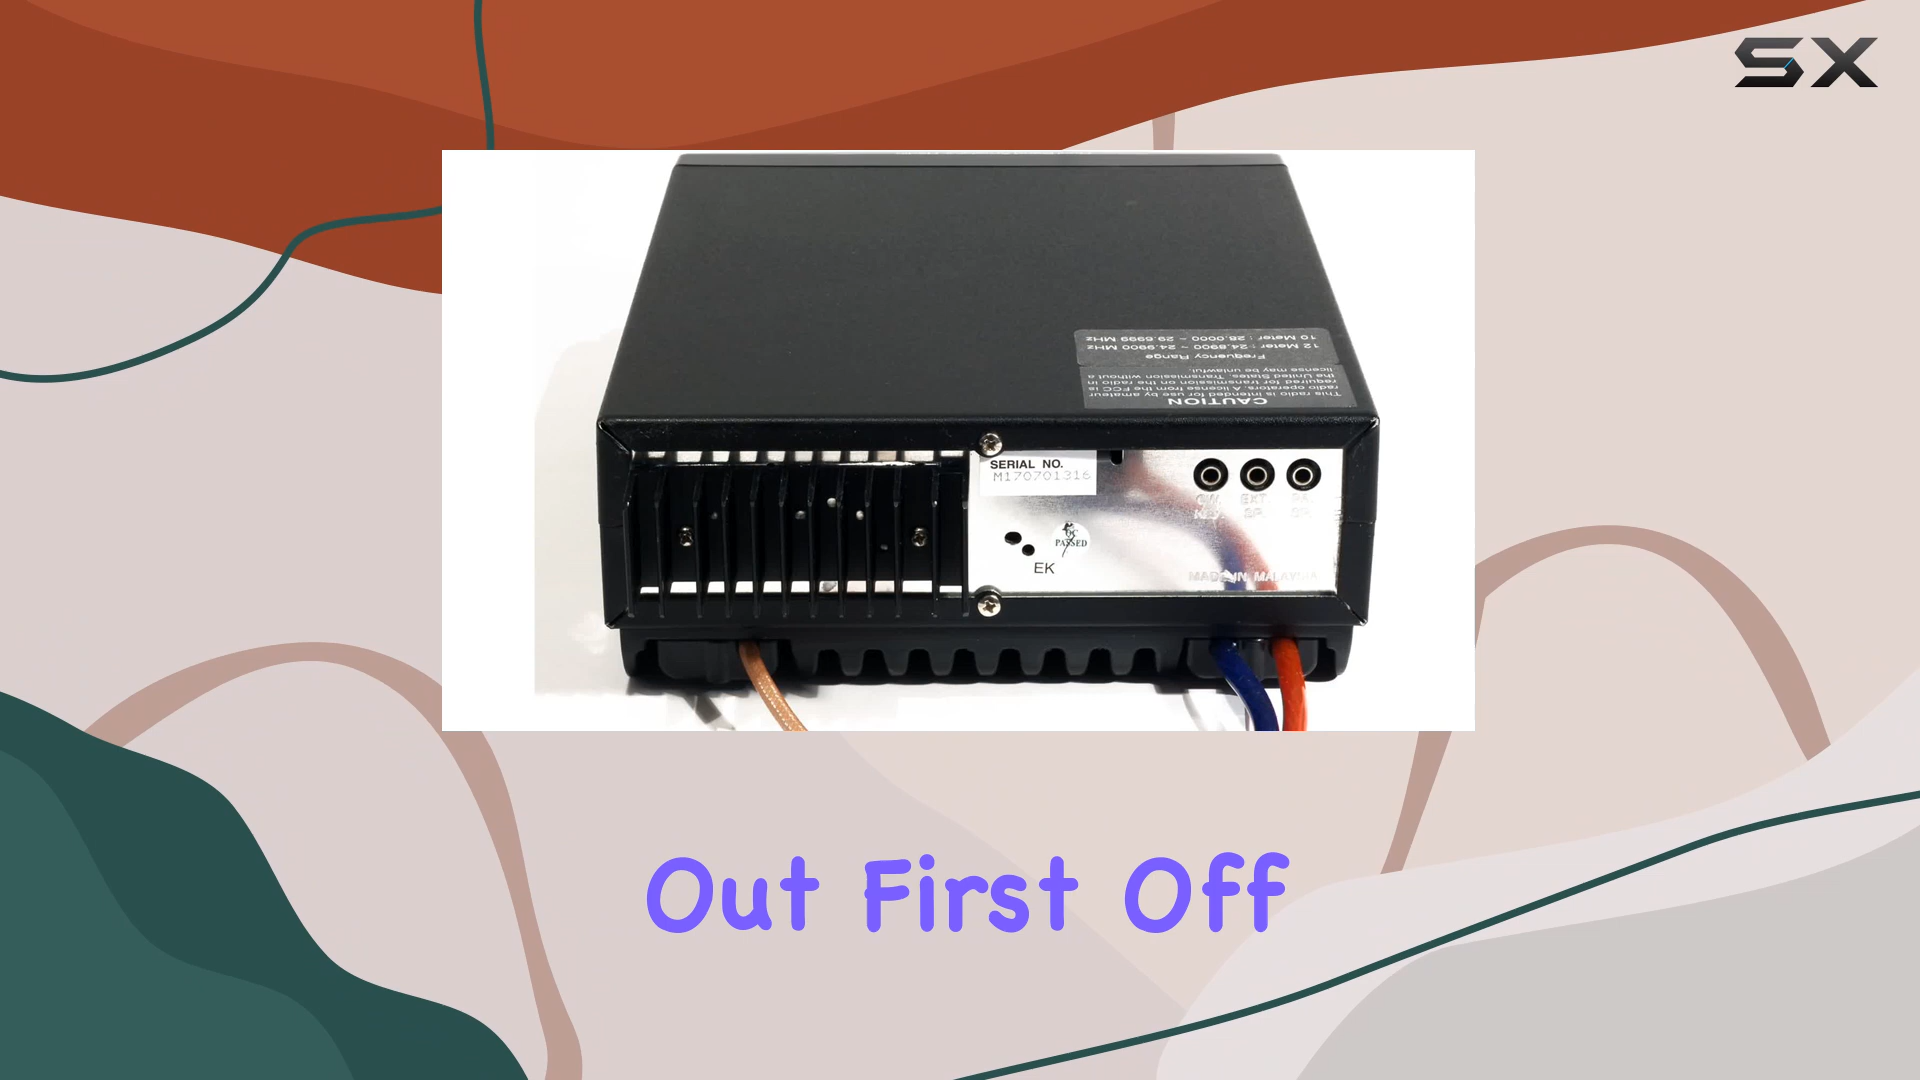 SX
10 Meter : 28.0000 ~ 29.6999 MHz
12 Meter : 24.8900 ~ 24.9900 MHz
Frequency Range
license may be unlawful.
the United States. Transmission without a
required for transmission on the radio in
radio operators. A license from the FCC is
This radio is intended for use by amateur
CAUTION
SERIAL NO.
M170701316
CW. EXT. PA.
KEY. SP. SP.
QC
PASSED
EK
MADE IN MALAYSIA
Out First Off